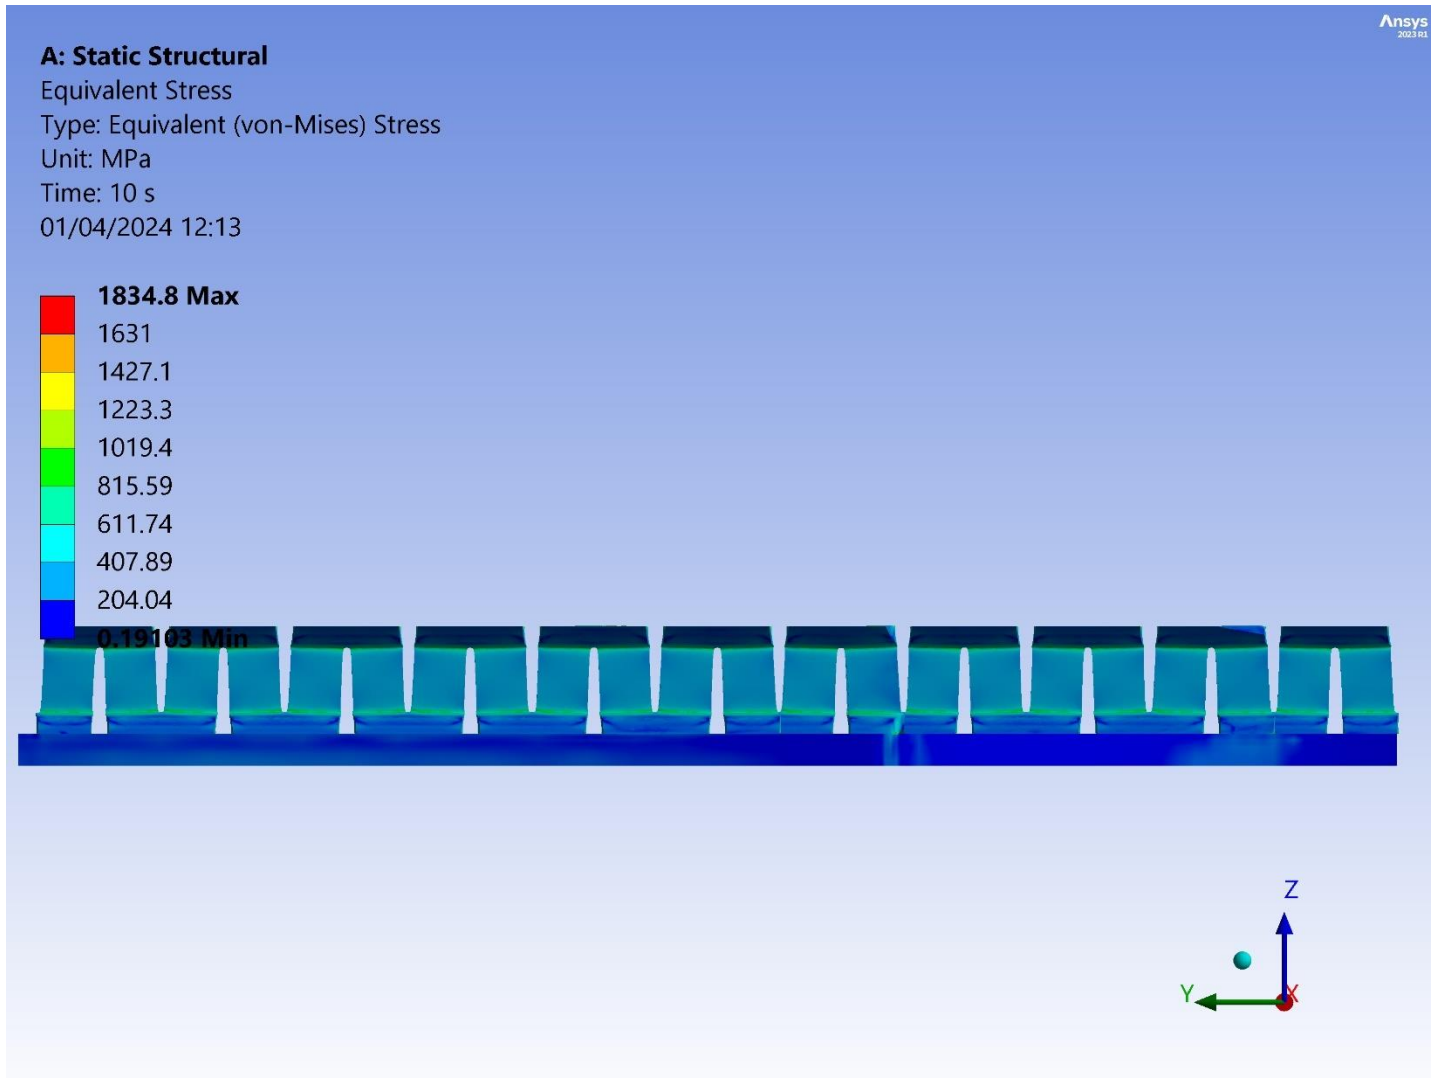 Ansys
2023 R1
A: Static Structural
Equivalent Stress
Type: Equivalent (von-Mises) Stress
Unit: MPa
Time: 10 s
01/04/2024 12:13
1834.8 Max
1631
1427.1
1223.3
1019.4
815.59
611.74
407.89
204.04
0.19103 Min
Z
Y
X